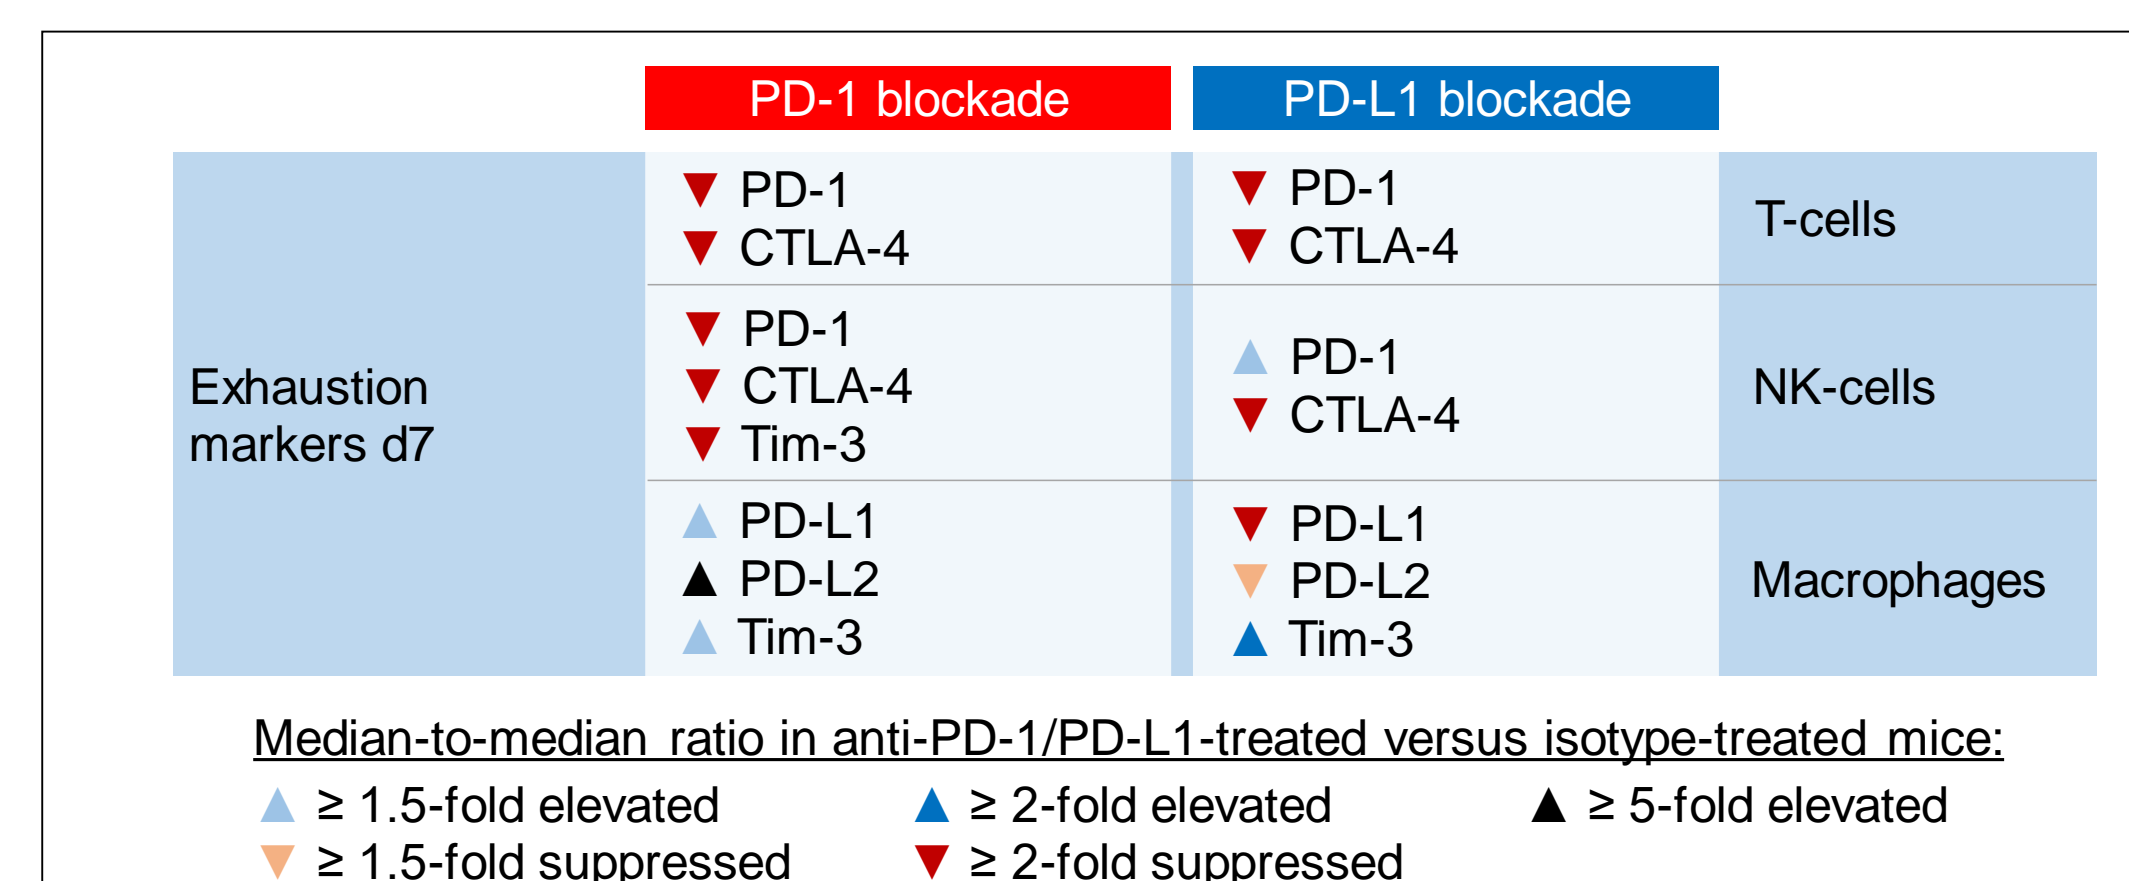 PD-1 blockade
PD-L1 blockade
Exhaustion
markers d7
▼ PD-1
▼ CTLA-4
▼ PD-1
▼ CTLA-4
T-cells
▼ PD-1
▼ CTLA-4
▼ Tim-3
▲ PD-1
▼ CTLA-4
NK-cells
▲ PD-L1
▲ PD-L2
▲ Tim-3
▼ PD-L1
▼ PD-L2
▲ Tim-3
Macrophages
Median-to-median ratio in anti-PD-1/PD-L1-treated versus isotype-treated mice:
▲ ≥ 1.5-fold elevated
▲ ≥ 2-fold elevated
▲ ≥ 5-fold elevated
▼ ≥ 1.5-fold suppressed
▼ ≥ 2-fold suppressed